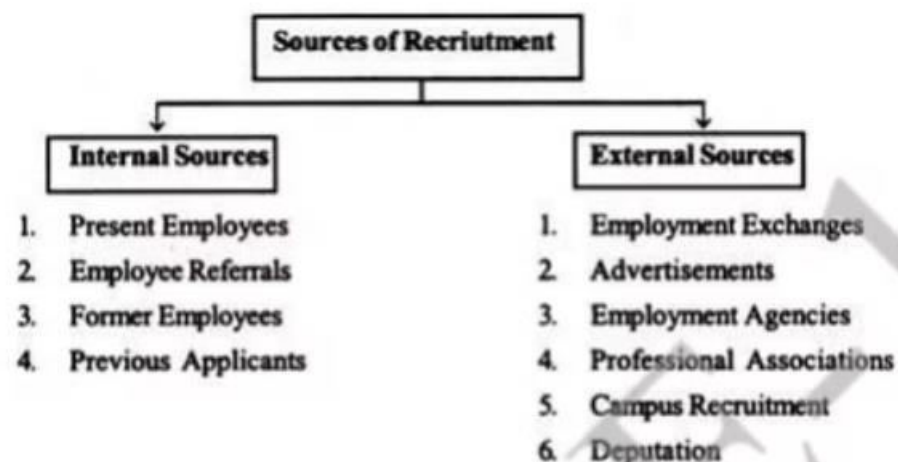 Sources of Recriutment
Internal Sources
1. Present Employees
2. Employee Referrals
3. Former Employees
4. Previous Applicants
External Sources
1. Employment Exchanges
2. Advertisements
3. Employment Agencies
4. Professional Associations
5. Campus Recruitment
6. Deputation